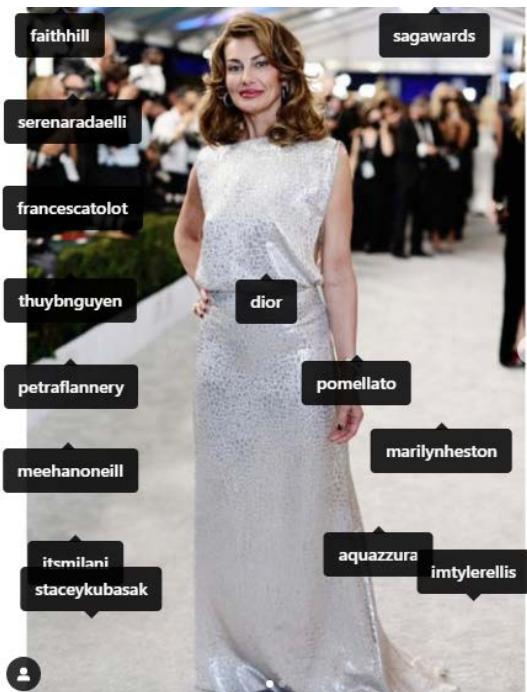 faithhill
sagawards
serenaradaelli
francescatolot
thuybnguyen
dior
petraflannery
pomellato
marilynheston
meehanoneill
itsmilani
aquazzura
imtylerellis
staceykubasak